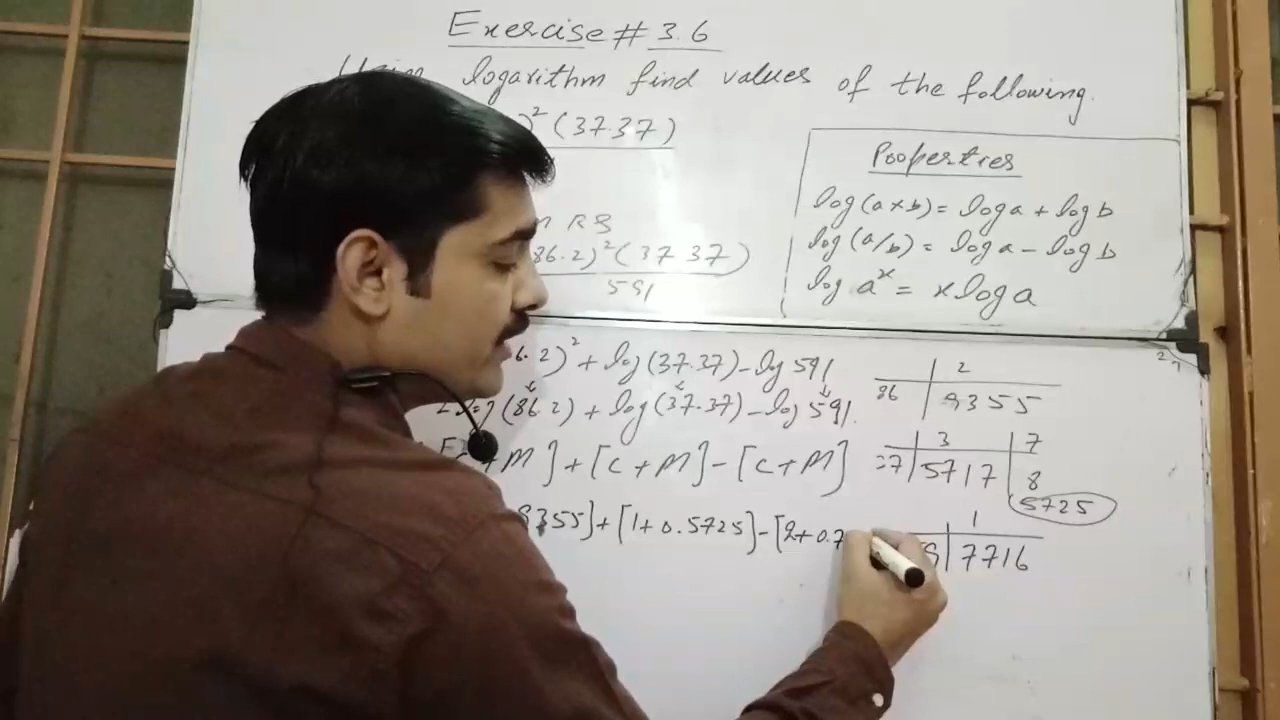 Exercise # 3.6
logarithm find values of the following.
)² (37.37)
Properties
log(a×b) = log a + log b
log(a/b) = log a - log b
log aˣ = x log a
86.2)² (37.37)
591
6.2)² + log(37.37) - log 591
(86.2) + log(37.37) - log 591
+ M ] + [C + M] - [C + M]
355] + [1 + 0.5725] - [2 + 0.7
2
86 9355
3 7
37 5717 8
5725
1
9 7716